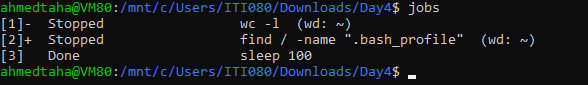 ahmedtaha@VM80:/mnt/c/Users/ITI080/Downloads/Day4$ jobs
[1]-  Stopped                 wc -l  (wd: ~)
[2]+  Stopped                 find / -name ".bash_profile"  (wd: ~)
[3]   Done                    sleep 100
ahmedtaha@VM80:/mnt/c/Users/ITI080/Downloads/Day4$